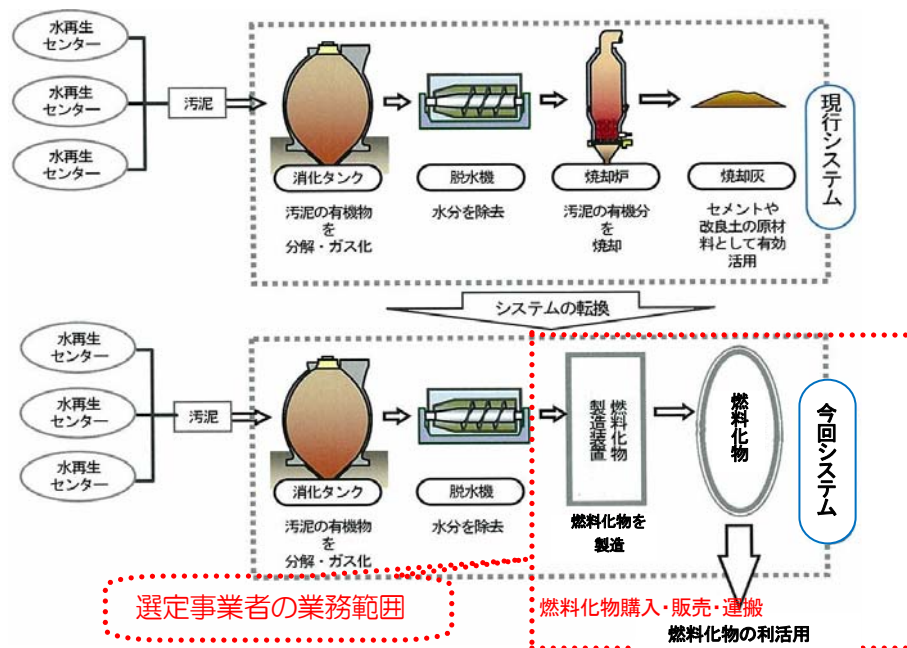 水再生
センター
水再生
センター
水再生
センター
汚泥
消化タンク
汚泥の有機物
を
分解・ガス化
脱水機
水分を除去
焼却炉
汚泥の有機分
を
焼却
焼却灰
セメントや
改良土の原材
料として有効
活用
現行システム
システムの転換
水再生
センター
水再生
センター
水再生
センター
汚泥
消化タンク
汚泥の有機物
を
分解・ガス化
脱水機
水分を除去
燃料化物
製造装置
燃料化物を
製造
燃料化物
今回システム
選定事業者の業務範囲
燃料化物購入・販売・運搬
燃料化物の利活用